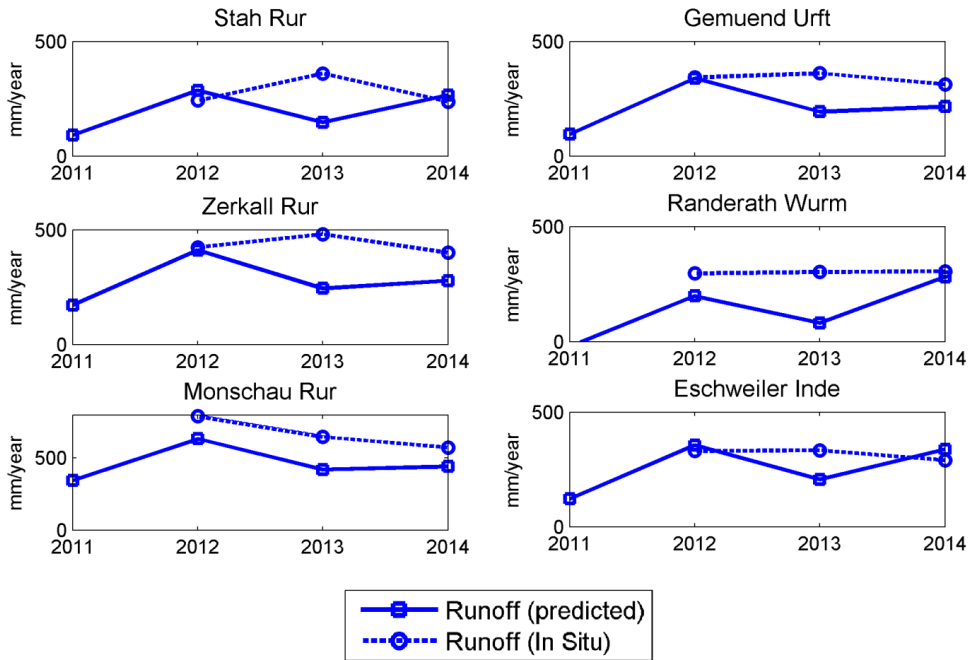 Stah Rur
500
mm/year
0
2011 2012 2013 2014
Gemuend Urft
500
mm/year
0
2011 2012 2013 2014
Zerkall Rur
500
mm/year
0
2011 2012 2013 2014
Randerath Wurm
500
mm/year
0
2011 2012 2013 2014
Monschau Rur
500
mm/year
0
2011 2012 2013 2014
Eschweiler Inde
500
mm/year
0
2011 2012 2013 2014
Runoff (predicted)
Runoff (In Situ)